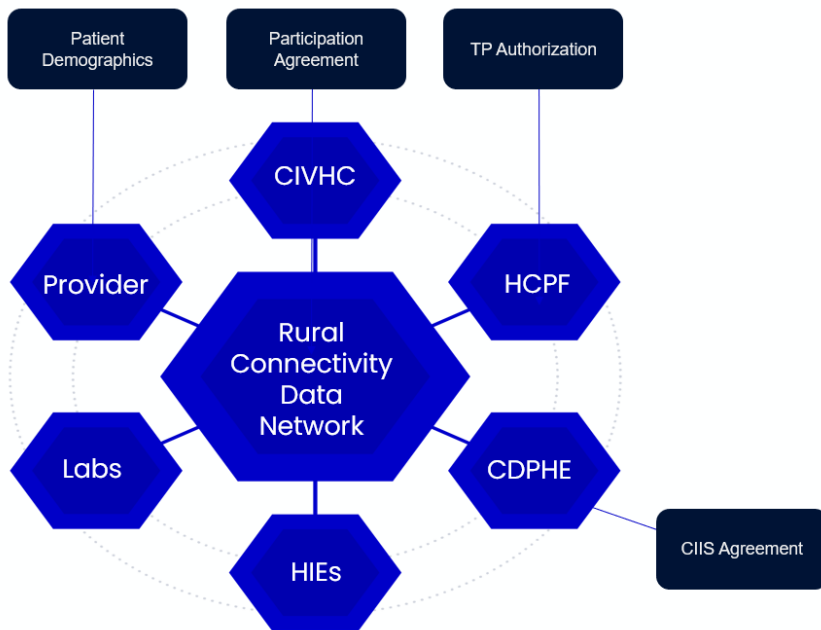 Patient
Demographics
Participation
Agreement
TP Authorization
CIVHC
Provider
HCPF
Rural
Connectivity
Data
Network
Labs
CDPHE
HIEs
CIIS Agreement